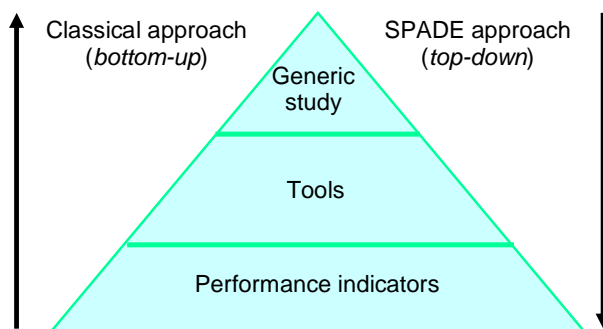 Classical approach
(bottom-up)
SPADE approach
(top-down)
Generic
study
Tools
Performance indicators